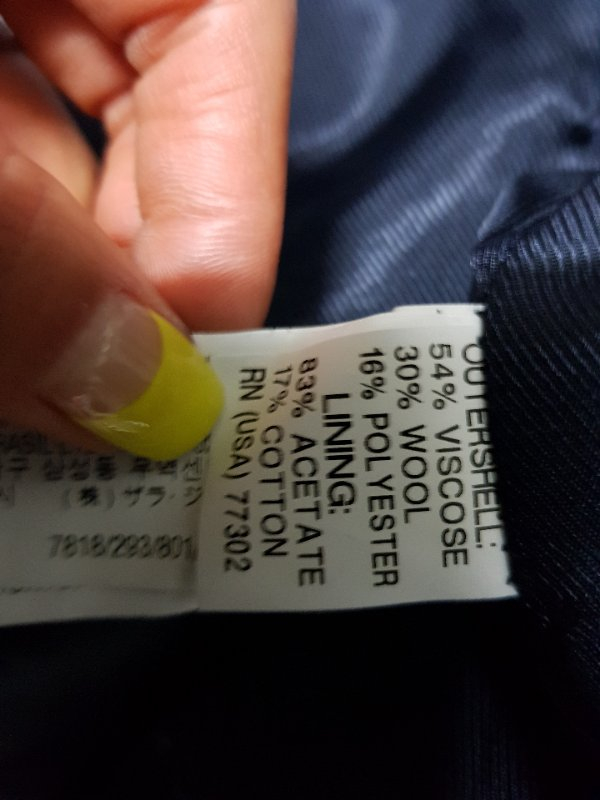 OUTERSHELL:
54% VISCOSE
30% WOOL
16% POLYESTER
LINING:
83% ACETATE
17% COTTON
RN (USA) 77302
(株) ザラ・
7818/293/801